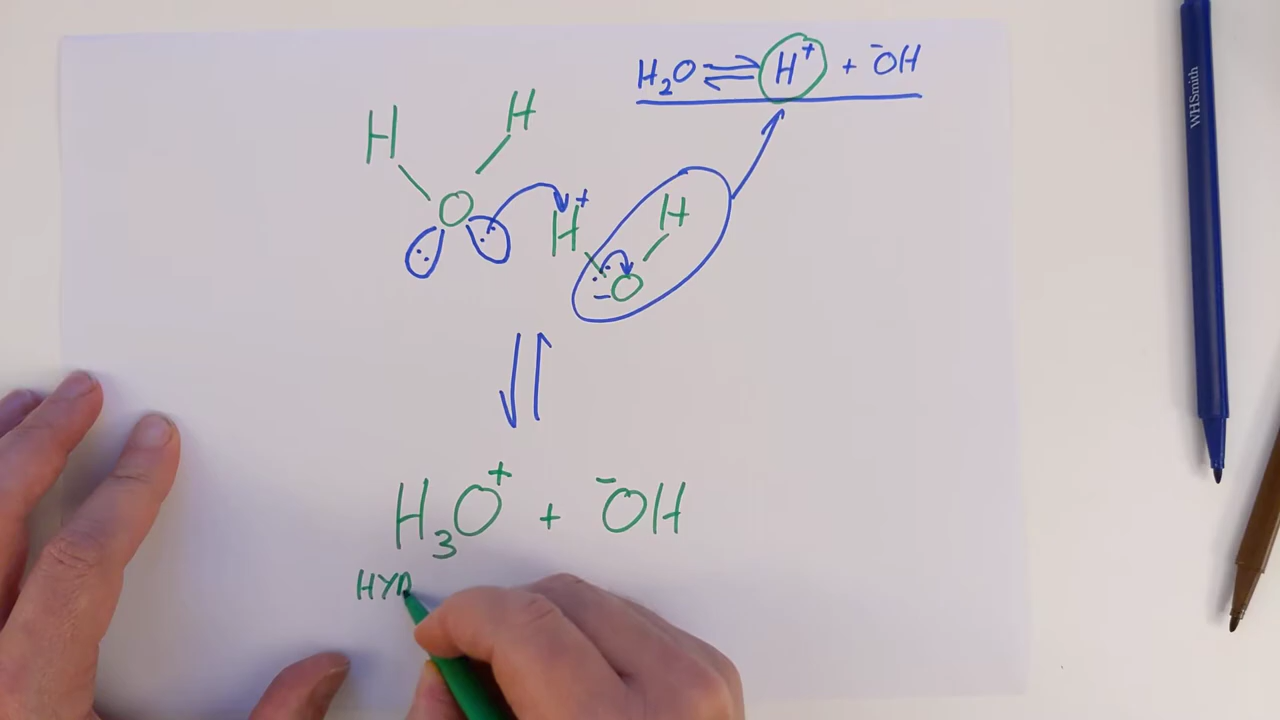 H₂O ⇌ H⁺ + ⁻OH
H H
O H⁺ H
O
⇌
H₃O⁺ + ⁻OH
HYD
WHSmith